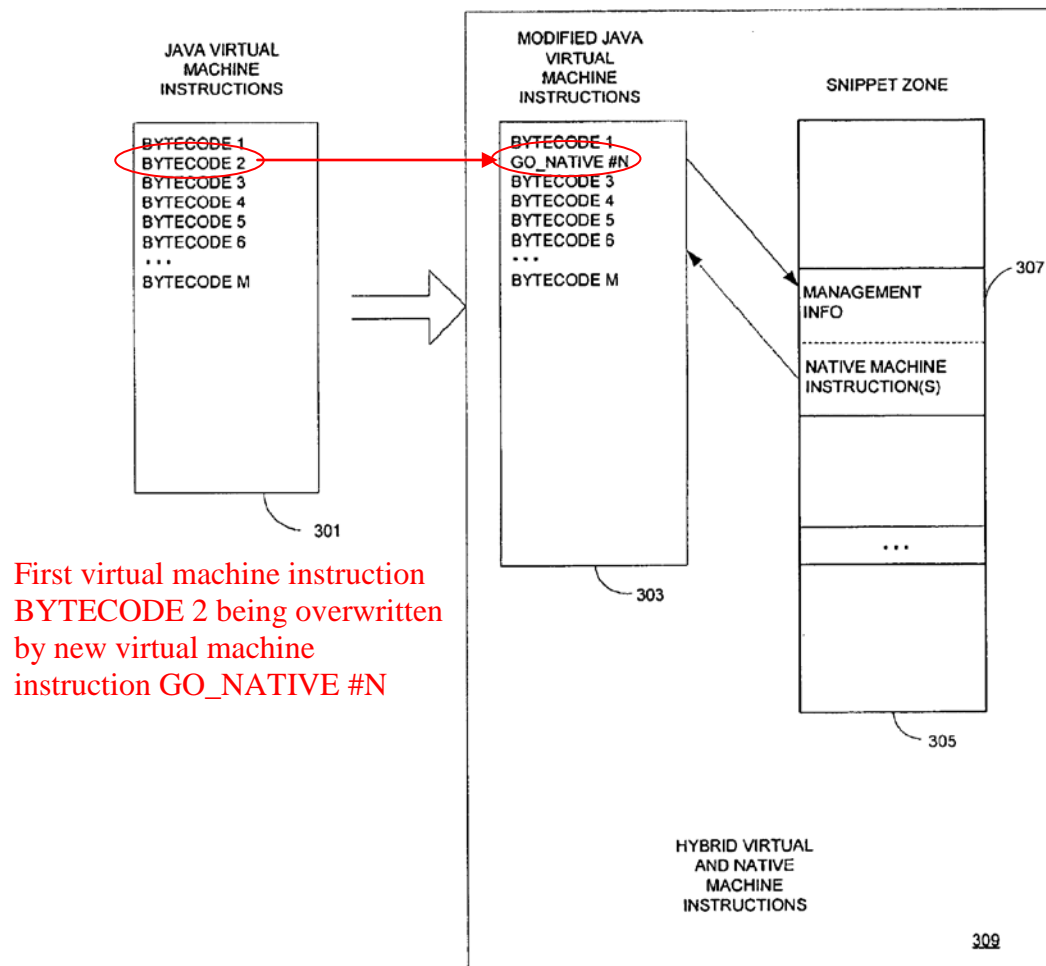 JAVA VIRTUAL
MACHINE
INSTRUCTIONS
BYTECODE 1
BYTECODE 2
BYTECODE 3
BYTECODE 4
BYTECODE 5
BYTECODE 6
...
BYTECODE M
301
First virtual machine instruction
BYTECODE 2 being overwritten
by new virtual machine
instruction GO_NATIVE #N
MODIFIED JAVA
VIRTUAL
MACHINE
INSTRUCTIONS
BYTECODE 1
GO_NATIVE #N
BYTECODE 3
BYTECODE 4
BYTECODE 5
BYTECODE 6
...
BYTECODE M
303
SNIPPET ZONE
307
MANAGEMENT
INFO
NATIVE MACHINE
INSTRUCTION(S)
...
305
HYBRID VIRTUAL
AND NATIVE
MACHINE
INSTRUCTIONS
309